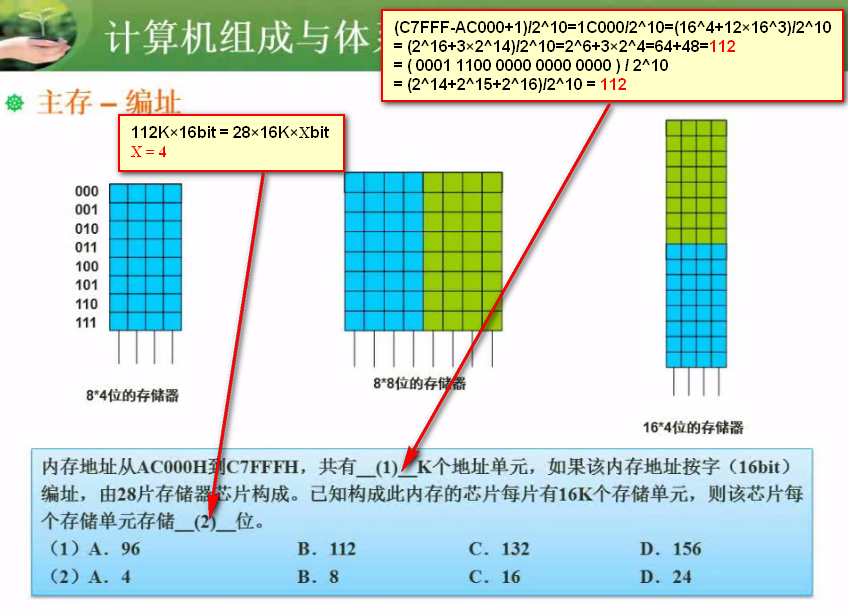 计算机组成与体
(C7FFF-AC000+1)/2^10=1C000/2^10=(16^4+12×16^3)/2^10
= (2^16+3×2^14)/2^10=2^6+3×2^4=64+48=112
= ( 0001 1100 0000 0000 0000 ) / 2^10
= (2^14+2^15+2^16)/2^10 = 112
主存 – 编址
112K×16bit = 28×16K×Xbit
X = 4
000
001
010
011
100
101
110
111
8*4位的存储器
8*8位的存储器
16*4位的存储器
内存地址从AC000H到C7FFFH，共有__(1)__K个地址单元，如果该内存地址按字（16bit）
编址，由28片存储器芯片构成。已知构成此内存的芯片每片有16K个存储单元，则该芯片每
个存储单元存储__(2)__位。
（1）A．96 B．112 C．132 D．156
（2）A．4 B．8 C．16 D．24